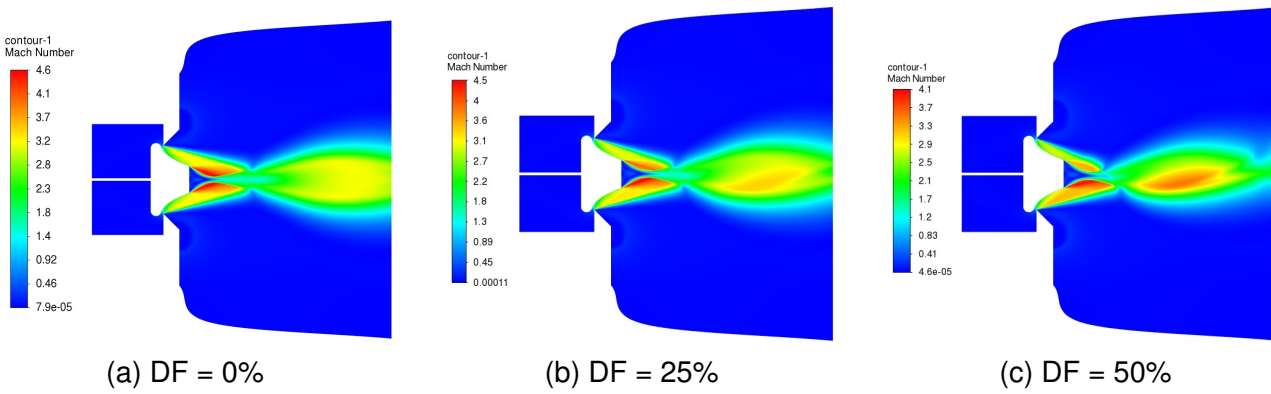 contour-1
Mach Number
4.6
4.1
3.7
3.2
2.8
2.3
1.8
1.4
0.92
0.46
7.9e-05
(a) DF = 0%
contour-1
Mach Number
4.5
4
3.6
3.1
2.7
2.2
1.8
1.3
0.89
0.45
0.00011
(b) DF = 25%
contour-1
Mach Number
4.1
3.7
3.3
2.9
2.5
2.1
1.7
1.2
0.83
0.41
4.6e-05
(c) DF = 50%